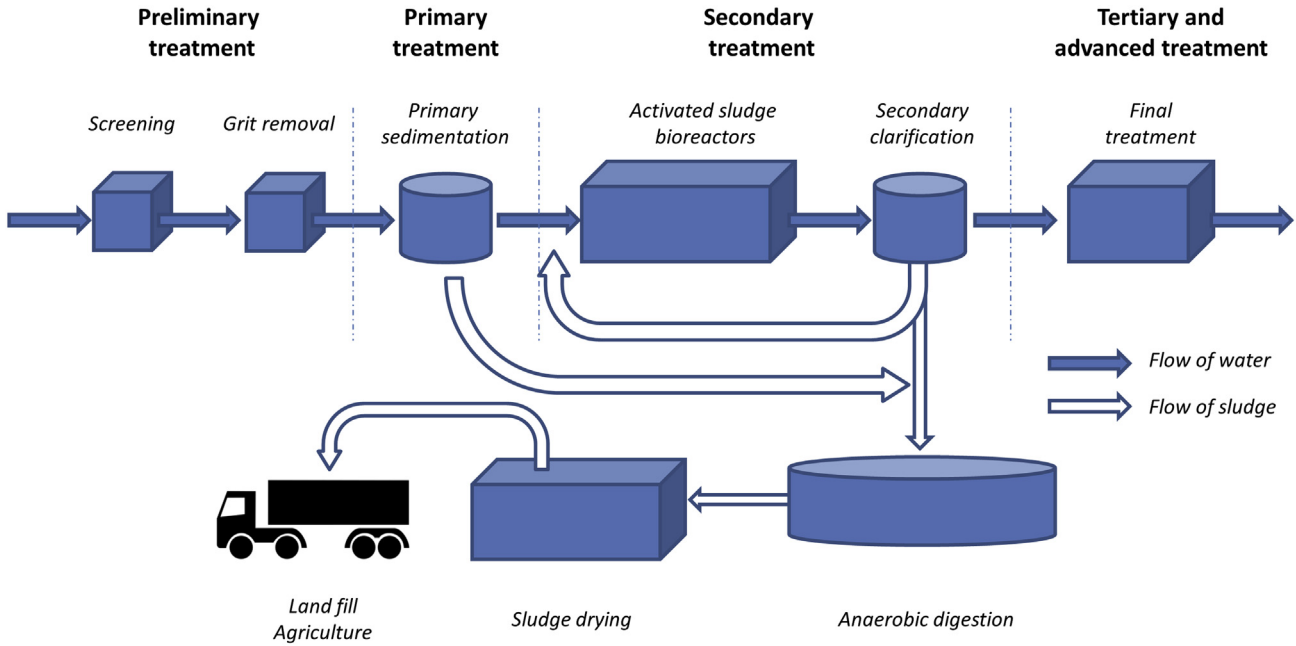 Preliminary
treatment
Primary
treatment
Secondary
treatment
Tertiary and
advanced treatment
Screening
Grit removal
Primary
sedimentation
Activated sludge
bioreactors
Secondary
clarification
Final
treatment
Flow of water
Flow of sludge
Land fill
Agriculture
Sludge drying
Anaerobic digestion